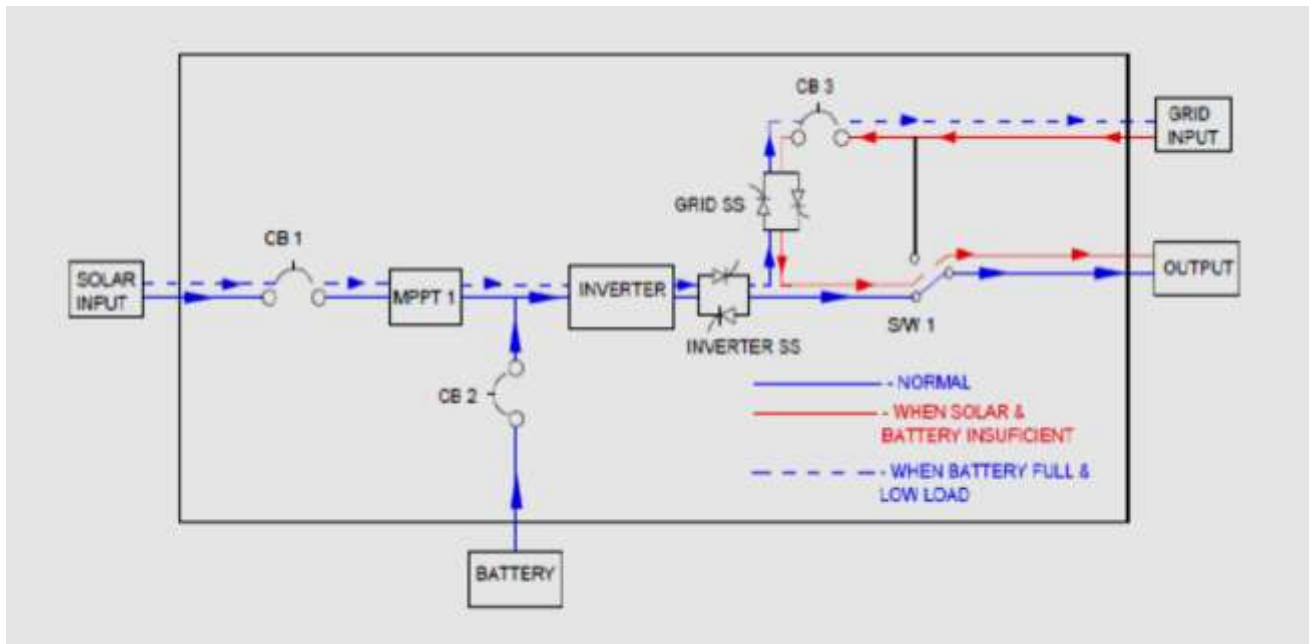 CB 3
GRID
INPUT
GRID SS
CB 1
SOLAR
INPUT
MPPT 1
INVERTER
OUTPUT
S/W 1
INVERTER SS
CB 2
- NORMAL
- WHEN SOLAR &
BATTERY INSUFICIENT
- WHEN BATTERY FULL &
LOW LOAD
BATTERY